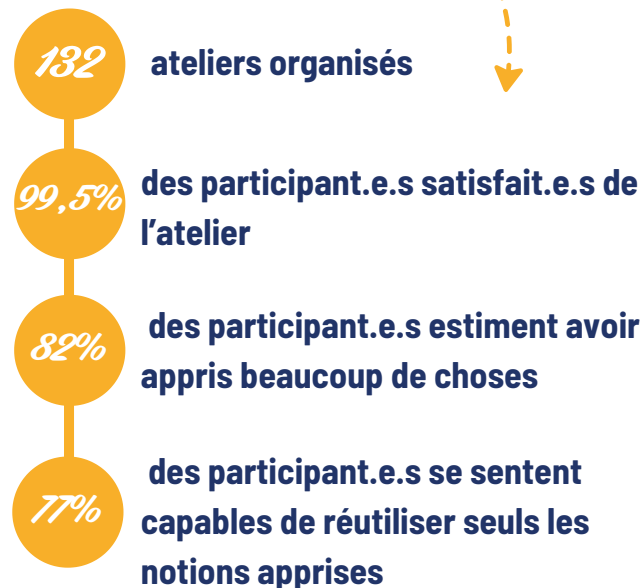 132
ateliers organisés
99,5%
des participant.e.s satisfait.e.s de
l’atelier
82%
des participant.e.s estiment avoir
appris beaucoup de choses
77%
des participant.e.s se sentent
capables de réutiliser seuls les
notions apprises